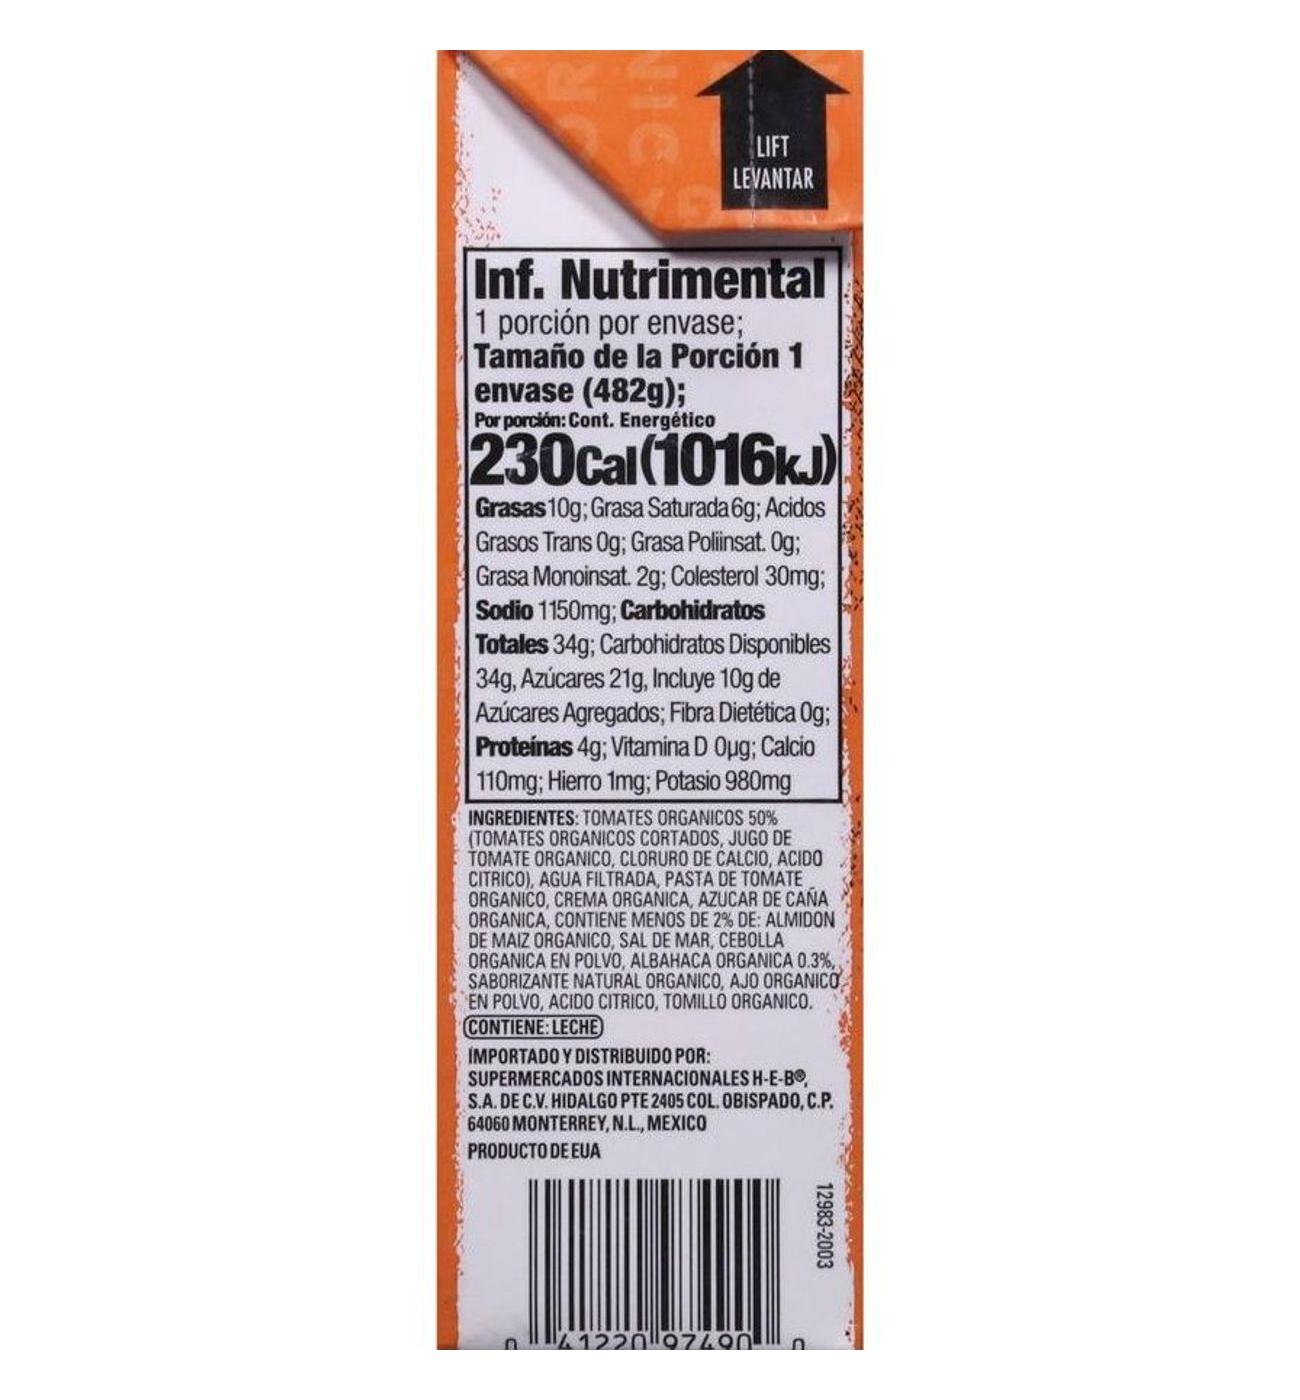 LIFT
LEVANTAR
Inf. Nutrimental
1 porción por envase;
Tamaño de la Porción 1
envase (482g);
Por porción: Cont. Energético
230Cal(1016kJ)
Grasas 10g; Grasa Saturada 6g; Acidos
Grasos Trans 0g; Grasa Poliinsat. 0g;
Grasa Monoinsat. 2g; Colesterol 30mg;
Sodio 1150mg; Carbohidratos
Totales 34g; Carbohidratos Disponibles
34g, Azúcares 21g, Incluye 10g de
Azúcares Agregados; Fibra Dietética 0g;
Proteínas 4g; Vitamina D 0µg; Calcio
110mg; Hierro 1mg; Potasio 980mg
INGREDIENTES: TOMATES ORGANICOS 50%
(TOMATES ORGANICOS CORTADOS, JUGO DE
TOMATE ORGANICO, CLORURO DE CALCIO, ACIDO
CITRICO), AGUA FILTRADA, PASTA DE TOMATE
ORGANICO, CREMA ORGANICA, AZUCAR DE CAÑA
ORGANICA, CONTIENE MENOS DE 2% DE: ALMIDON
DE MAIZ ORGANICO, SAL DE MAR, CEBOLLA
ORGANICA EN POLVO, ALBAHACA ORGANICA 0.3%,
SABORIZANTE NATURAL ORGANICO, AJO ORGANICO
EN POLVO, ACIDO CITRICO, TOMILLO ORGANICO.
CONTIENE: LECHE
IMPORTADO Y DISTRIBUIDO POR:
SUPERMERCADOS INTERNACIONALES H-E-B®,
S.A. DE C.V. HIDALGO PTE 2405 COL. OBISPADO, C.P.
64060 MONTERREY, N.L., MEXICO
PRODUCTO DE EUA
12983-2003
0 41220 97490 0